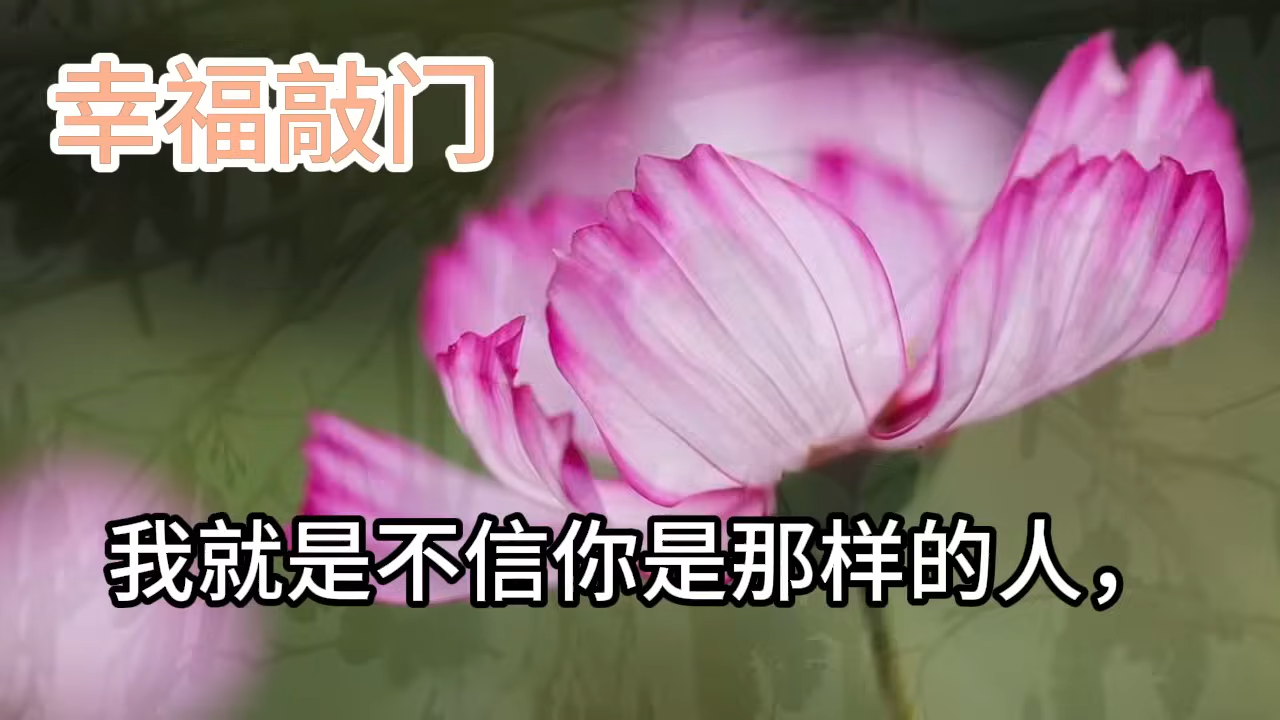 幸福敲门
我就是不信你是那样的人，